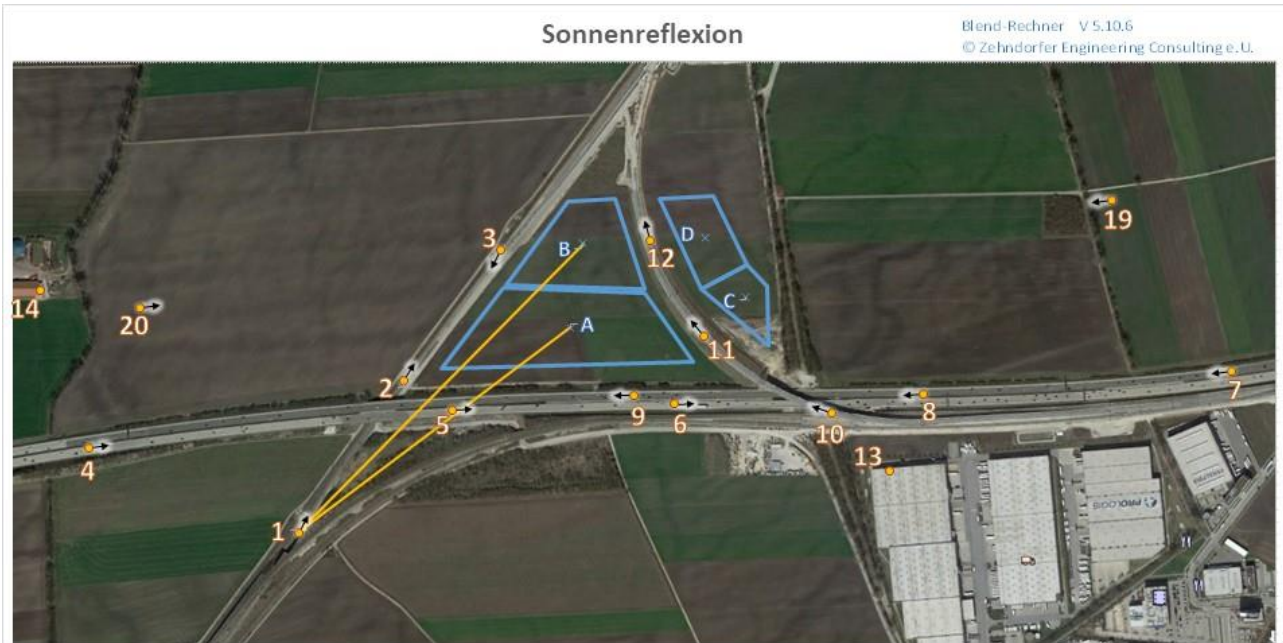 Sonnenreflexion
Blend-Rechner V 5.10.6
© Zehndorfer Engineering Consulting e.U.
19
3
B
D
12
14
20
C
A
11
2
9
8
7
5
6
10
4
13
1
PROLOGIS